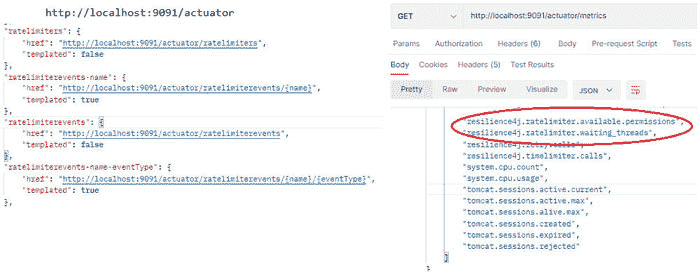 http://localhost:9091/actuator
ratelimiters": {
"href": "http://localhost:9091/actuator/ratelimiters",
"templated": false
},
"ratelimiterevents-name": {
"href": "http://localhost:9091/actuator/ratelimiterevents/{name}",
"templated": true
},
"ratelimiterevents": {
"href": "http://localhost:9091/actuator/ratelimiterevents",
"templated": false
},
"ratelimiterevents-name-eventType": {
"href": "http://localhost:9091/actuator/ratelimiterevents/{name}/{eventType}",
"templated": true
},
GET http://localhost:9091/actuator/metrics
Params Authorization Headers (6) Body Pre-request Script Tests
Body Cookies Headers (5) Test Results
Pretty Raw Preview Visualize JSON
"resilience4j.ratelimiter.available.permissions",
"resilience4j.ratelimiter.waiting_threads",
"resilience4j.retry.calls",
"resilience4j.timelimiter.calls",
"system.cpu.count",
"system.cpu.usage",
"tomcat.sessions.active.current",
"tomcat.sessions.active.max",
"tomcat.sessions.alive.max",
"tomcat.sessions.created",
"tomcat.sessions.expired",
"tomcat.sessions.rejected"
]
}